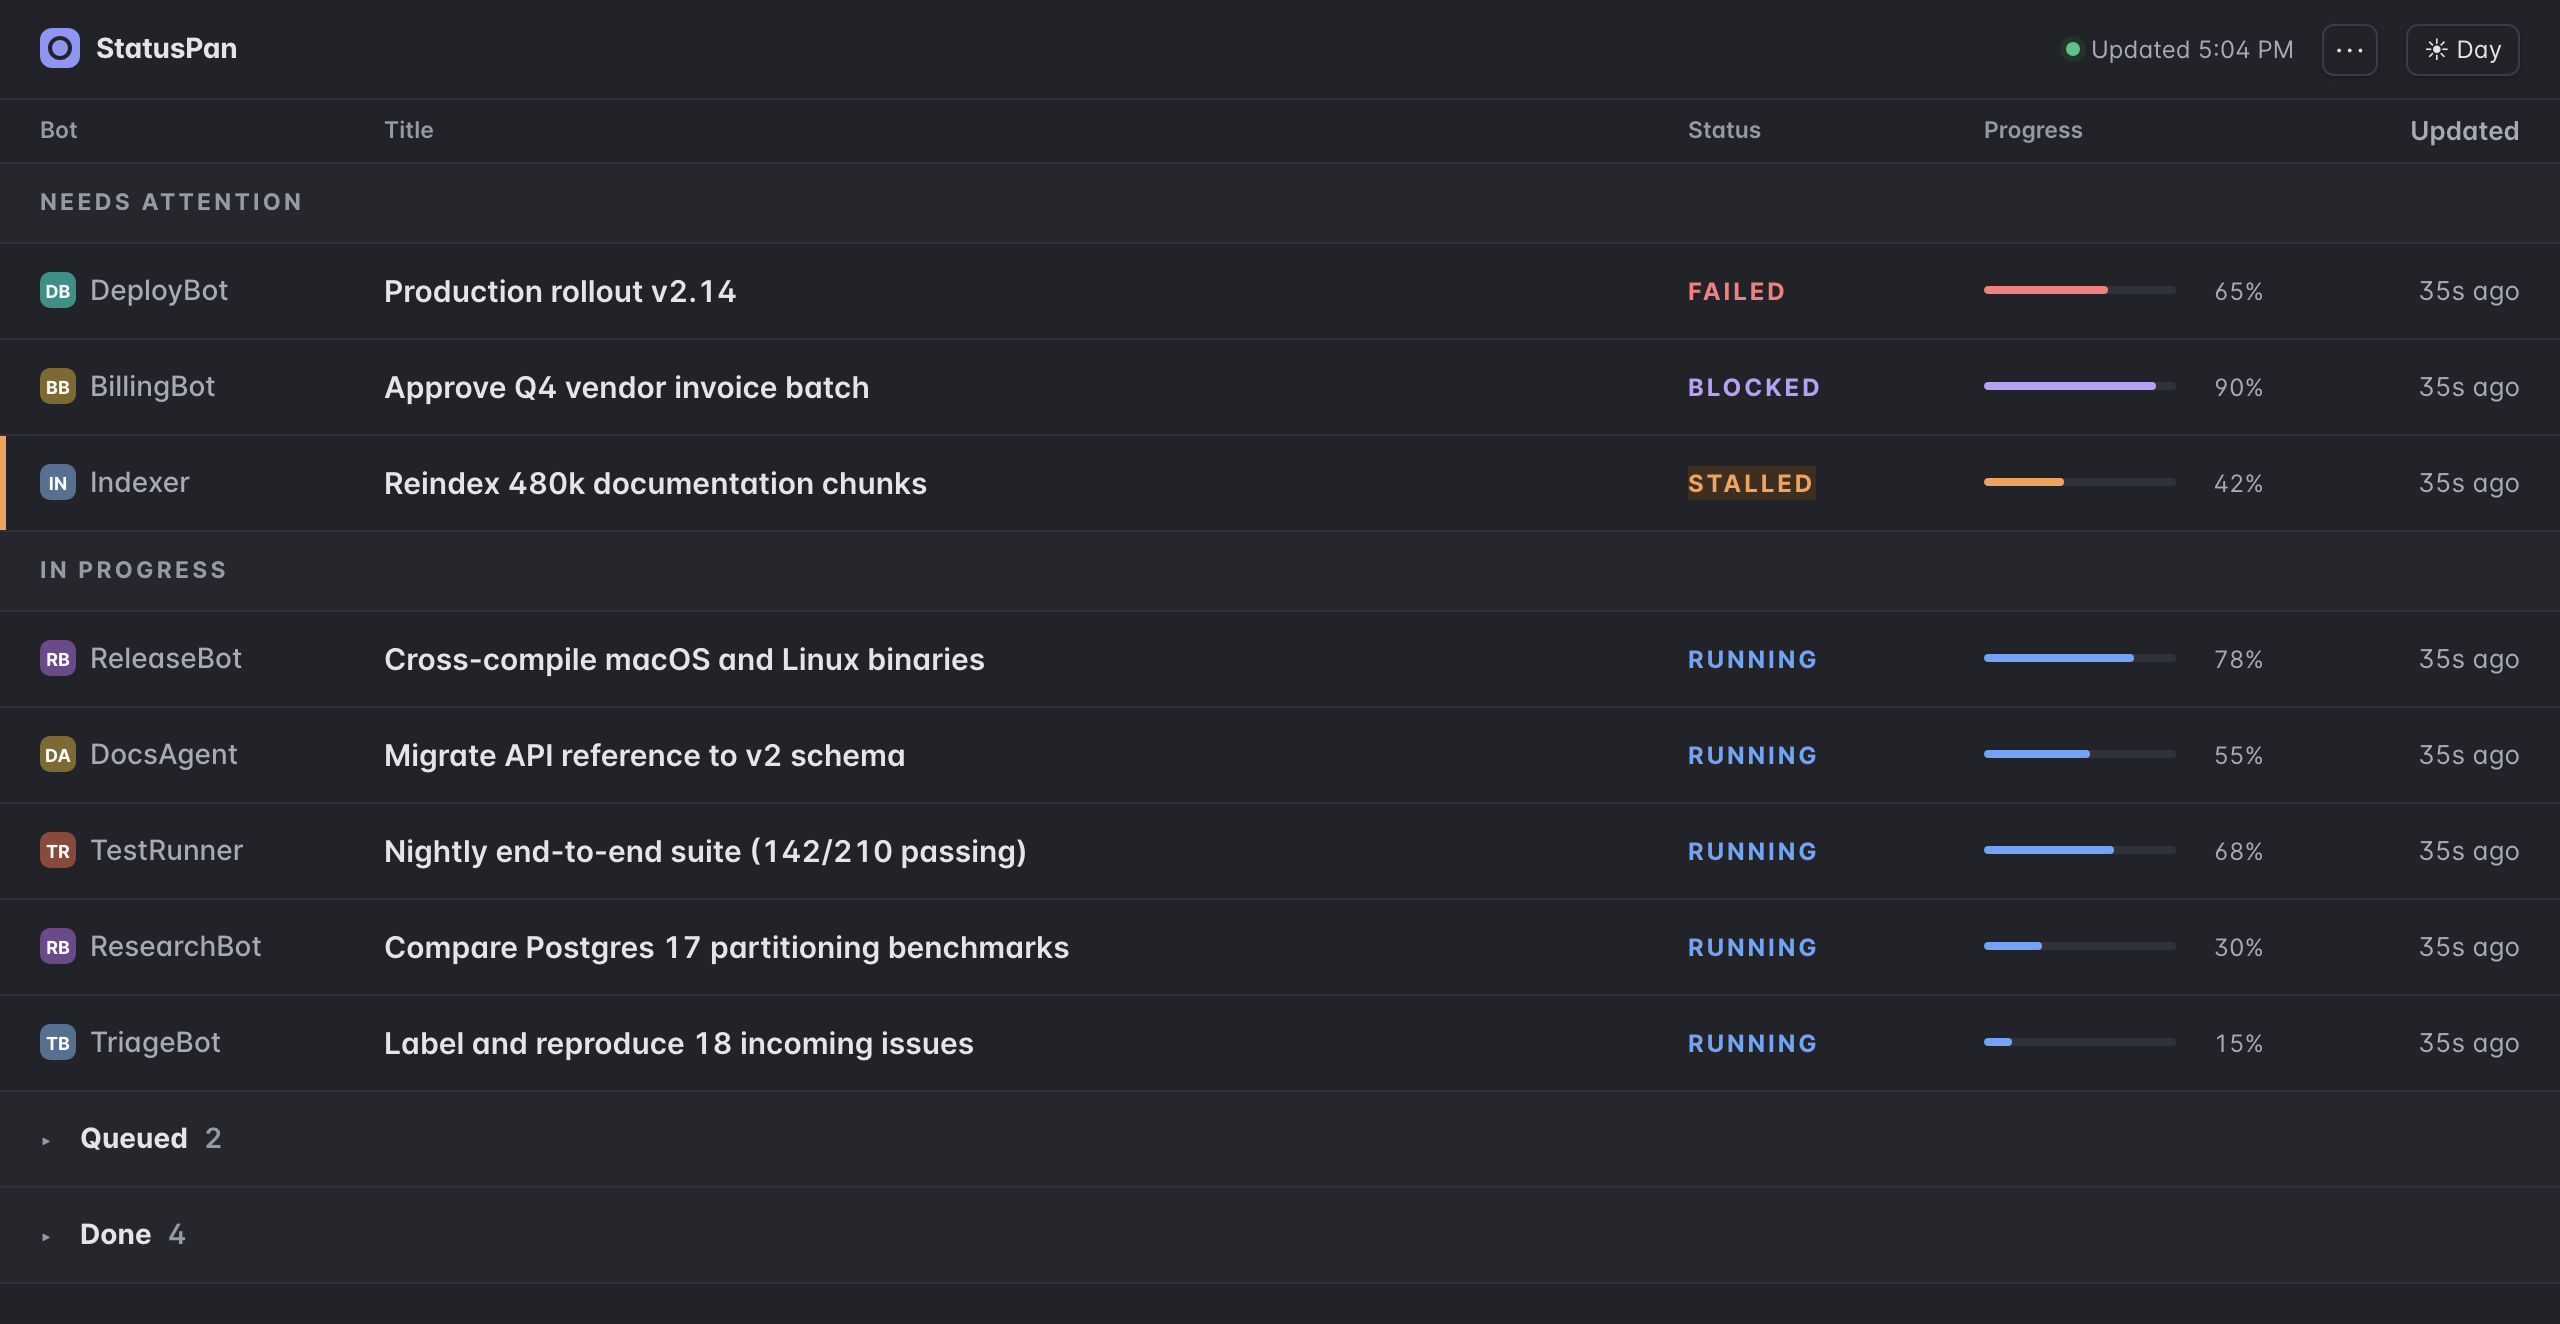 StatusPan
Updated 5:04 PM
··· 
Day
Bot Title Status Progress Updated
NEEDS ATTENTION
DB DeployBot Production rollout v2.14 FAILED 65% 35s ago
BB BillingBot Approve Q4 vendor invoice batch BLOCKED 90% 35s ago
IN Indexer Reindex 480k documentation chunks STALLED 42% 35s ago
IN PROGRESS
RB ReleaseBot Cross-compile macOS and Linux binaries RUNNING 78% 35s ago
DA DocsAgent Migrate API reference to v2 schema RUNNING 55% 35s ago
TR TestRunner Nightly end-to-end suite (142/210 passing) RUNNING 68% 35s ago
RB ResearchBot Compare Postgres 17 partitioning benchmarks RUNNING 30% 35s ago
TB TriageBot Label and reproduce 18 incoming issues RUNNING 15% 35s ago
Queued 2
Done 4